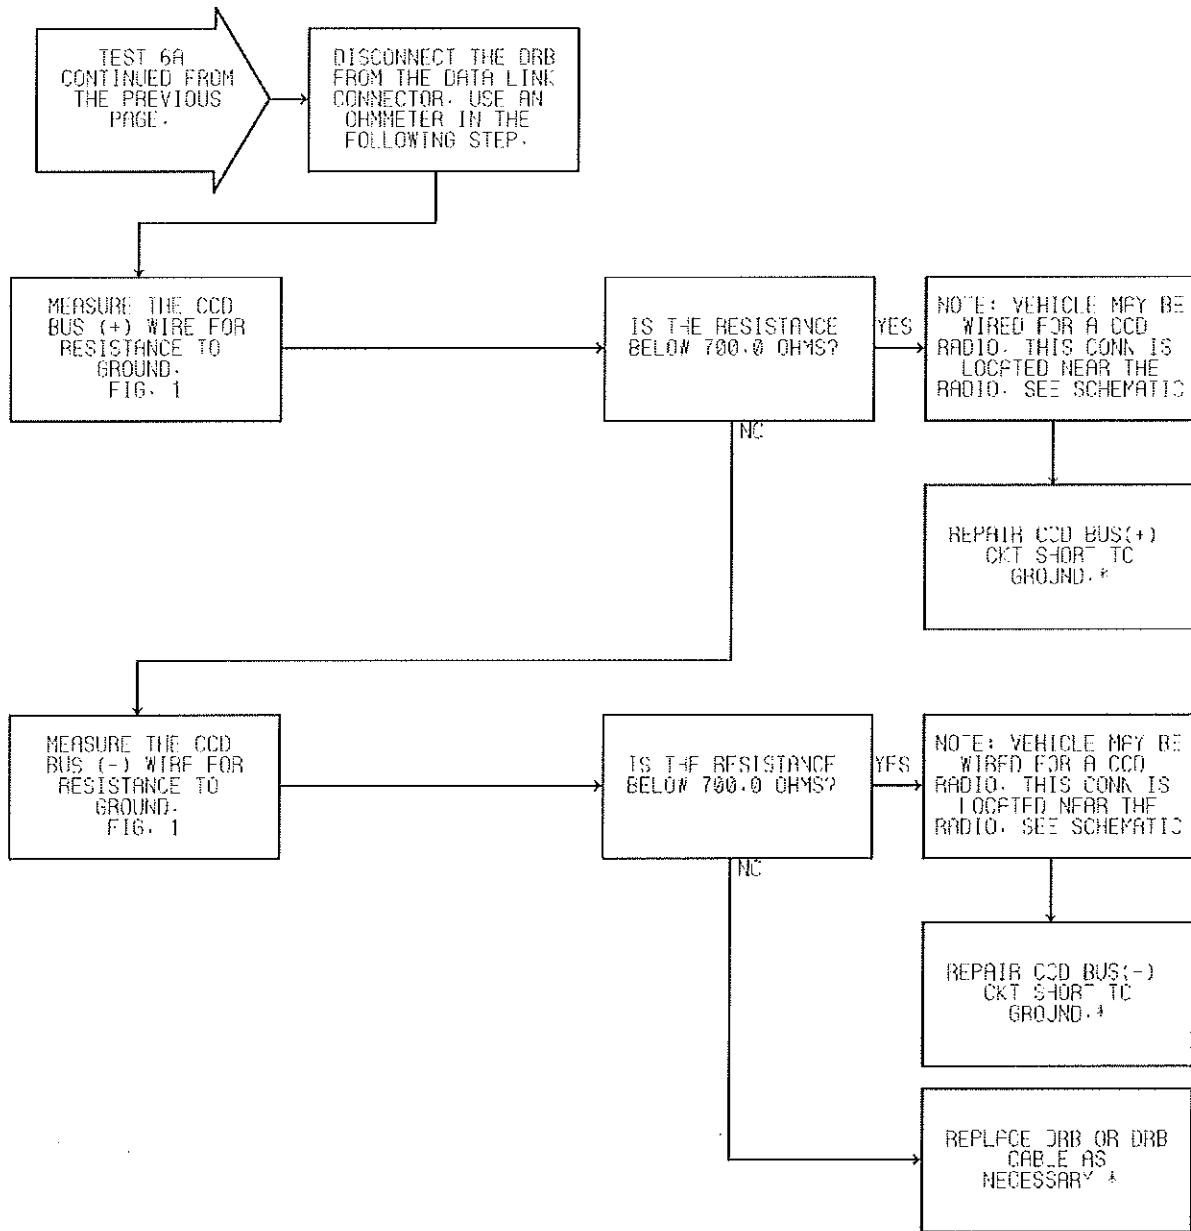 TEST 6A
CONTINUED FROM
THE PREVIOUS
PAGE.
DISCONNECT THE DRB
FROM THE DATA LINK
CONNECTOR. USE AN
OHMMETER IN THE
FOLLOWING STEP.
MEASURE THE CCD
BUS (+) WIRE FOR
RESISTANCE TO
GROUND.
FIG. 1
IS THE RESISTANCE
BELOW 700.0 OHMS?
YES
NOTE: VEHICLE MAY BE
WIRED FOR A CCD
RADIO. THIS CONN IS
LOCATED NEAR THE
RADIO. SEE SCHEMATIC
NO
REPAIR CCD BUS(+)
CKT SHORT TO
GROUND.*
MEASURE THE CCD
BUS (-) WIRE FOR
RESISTANCE TO
GROUND.
FIG. 1
IS THE RESISTANCE
BELOW 700.0 OHMS?
YES
NOTE: VEHICLE MAY BE
WIRED FOR A CCD
RADIO. THIS CONN IS
LOCATED NEAR THE
RADIO. SEE SCHEMATIC
NO
REPAIR CCD BUS(-)
CKT SHORT TO
GROUND.*
REPLACE DRB OR DRB
CABLE AS
NECESSARY *